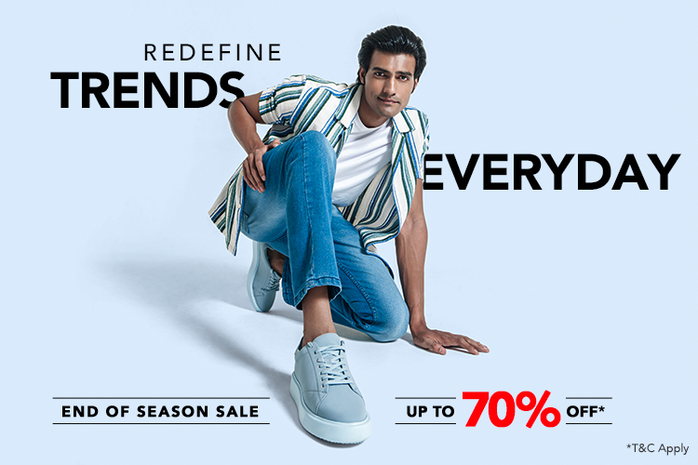 REDEFINE
TRENDS
EVERYDAY
END OF SEASON SALE
UP TO 70% OFF*
*T&C Apply